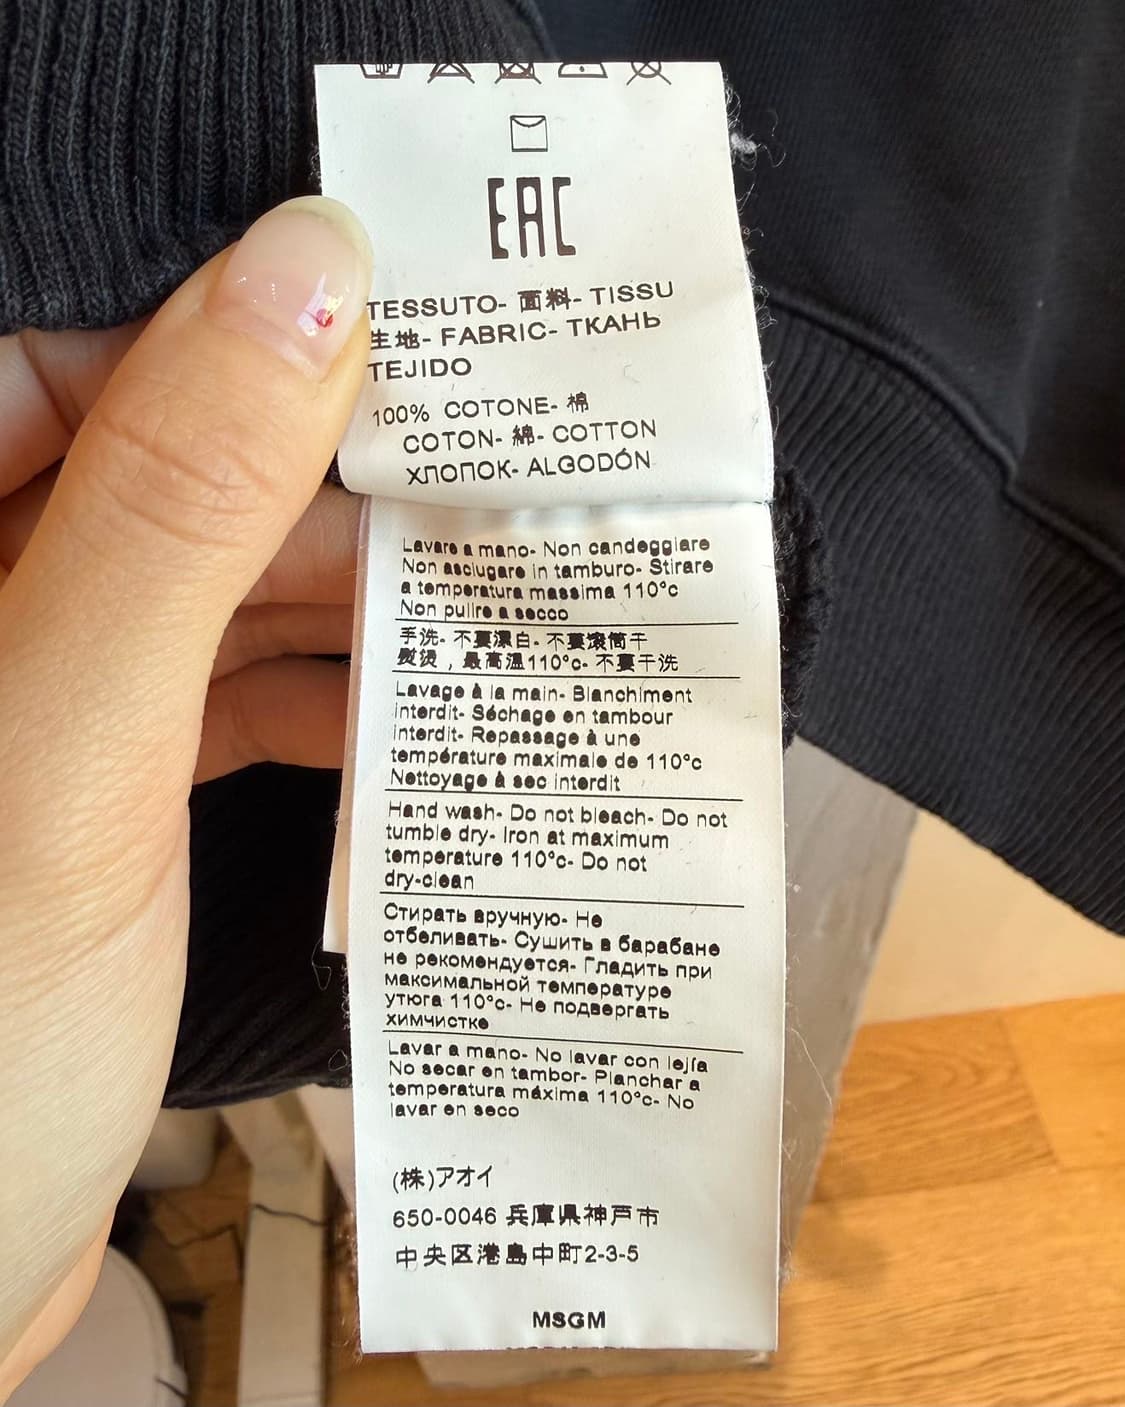 EAC
TESSUTO- 面料- TISSU
生地- FABRIC- ТКАНЬ
TEJIDO
100% COTONE- 棉
COTON- 綿- COTTON
ХЛОПОК- ALGODÓN
Lavare a mano- Non candeggiare
Non asciugare in tamburo- Stirare
a temperatura massima 110°c
Non pulire a secco
手洗- 不要漂白- 不要滚筒干
熨烫，最高温110°c- 不要干洗
Lavage à la main- Blanchiment
interdit- Séchage en tambour
interdit- Repassage à une
température maximale de 110°c
Nettoyage à sec interdit
Hand wash- Do not bleach- Do not
tumble dry- Iron at maximum
temperature 110°c- Do not
dry-clean
Стирать вручную- Не
отбеливать- Сушить в барабане
не рекомендуется- Гладить при
максимальной температуре
утюга 110°c- Не подвергать
химчистке
Lavar a mano- No lavar con lejía
No secar en tambor- Planchar a
temperatura máxima 110°c- No
lavar en seco
(株)アオイ
650-0046 兵庫県神戸市
中央区港島中町2-3-5
MSGM